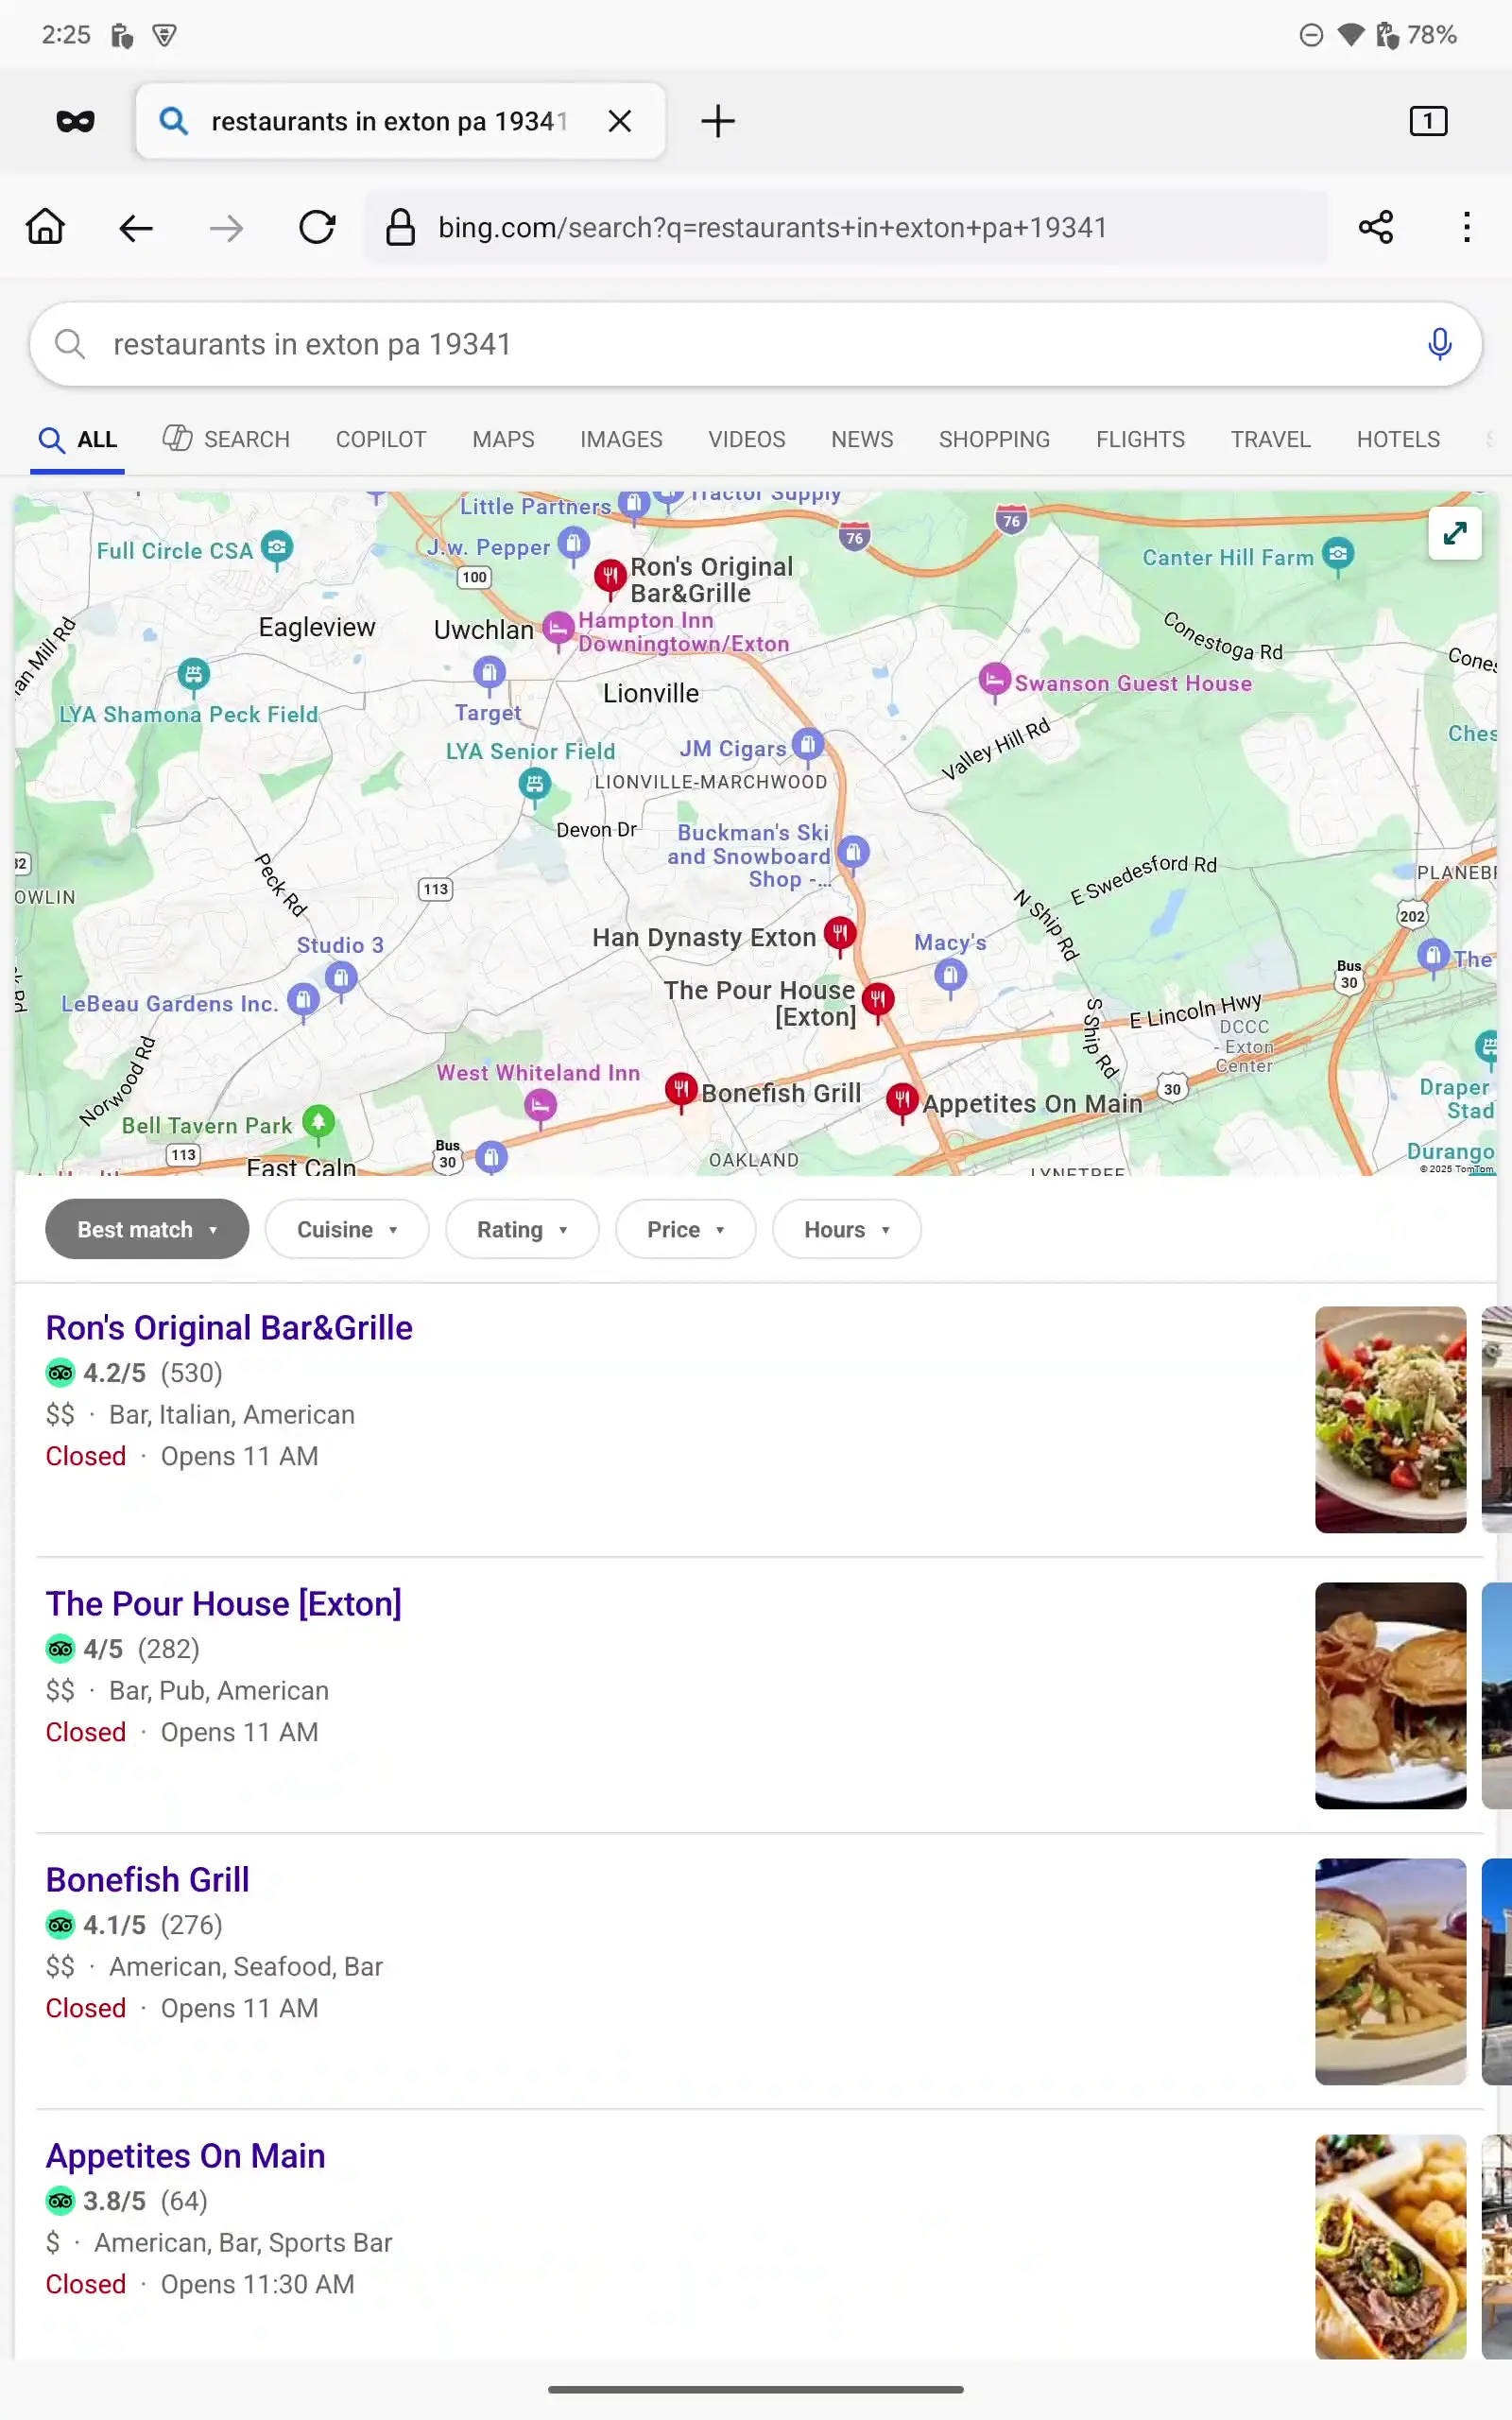 2:25
78%
restaurants in exton pa 19341
1
bing.com/search?q=restaurants+in+exton+pa+19341
restaurants in exton pa 19341
ALL
SEARCH
COPILOT
MAPS
IMAGES
VIDEOS
NEWS
SHOPPING
FLIGHTS
TRAVEL
HOTELS
Little Partners
Tractor Supply
76
76
Full Circle CSA
J.w. Pepper
Canter Hill Farm
100
Ron's Original
Bar&Grille
Eagleview
Uwchlan
Hampton Inn
Downingtown/Exton
Conestoga Rd
Lionville
Swanson Guest House
LYA Shamona Peck Field
Target
LYA Senior Field
JM Cigars
Valley Hill Rd
LIONVILLE-MARCHWOOD
Devon Dr
Buckman's Ski
and Snowboard
Shop -...
Peck Rd
113
E Swedesford Rd
N Ship Rd
202
Studio 3
Han Dynasty Exton
Macy's
The
Bus
30
LeBeau Gardens Inc.
The Pour House
[Exton]
S Ship Rd
E Lincoln Hwy
DCCC
- Exton
Center
Norwood Rd
West Whiteland Inn
Bonefish Grill
Appetites On Main
30
Draper
Stad
Bell Tavern Park
113
East Caln
Bus
30
OAKLAND
LYNETREE
Durango
© 2025 TomTom
Best match
Cuisine
Rating
Price
Hours
Ron's Original Bar&Grille
4.2/5 (530)
$$ · Bar, Italian, American
Closed · Opens 11 AM
The Pour House [Exton]
4/5 (282)
$$ · Bar, Pub, American
Closed · Opens 11 AM
Bonefish Grill
4.1/5 (276)
$$ · American, Seafood, Bar
Closed · Opens 11 AM
Appetites On Main
3.8/5 (64)
$ · American, Bar, Sports Bar
Closed · Opens 11:30 AM